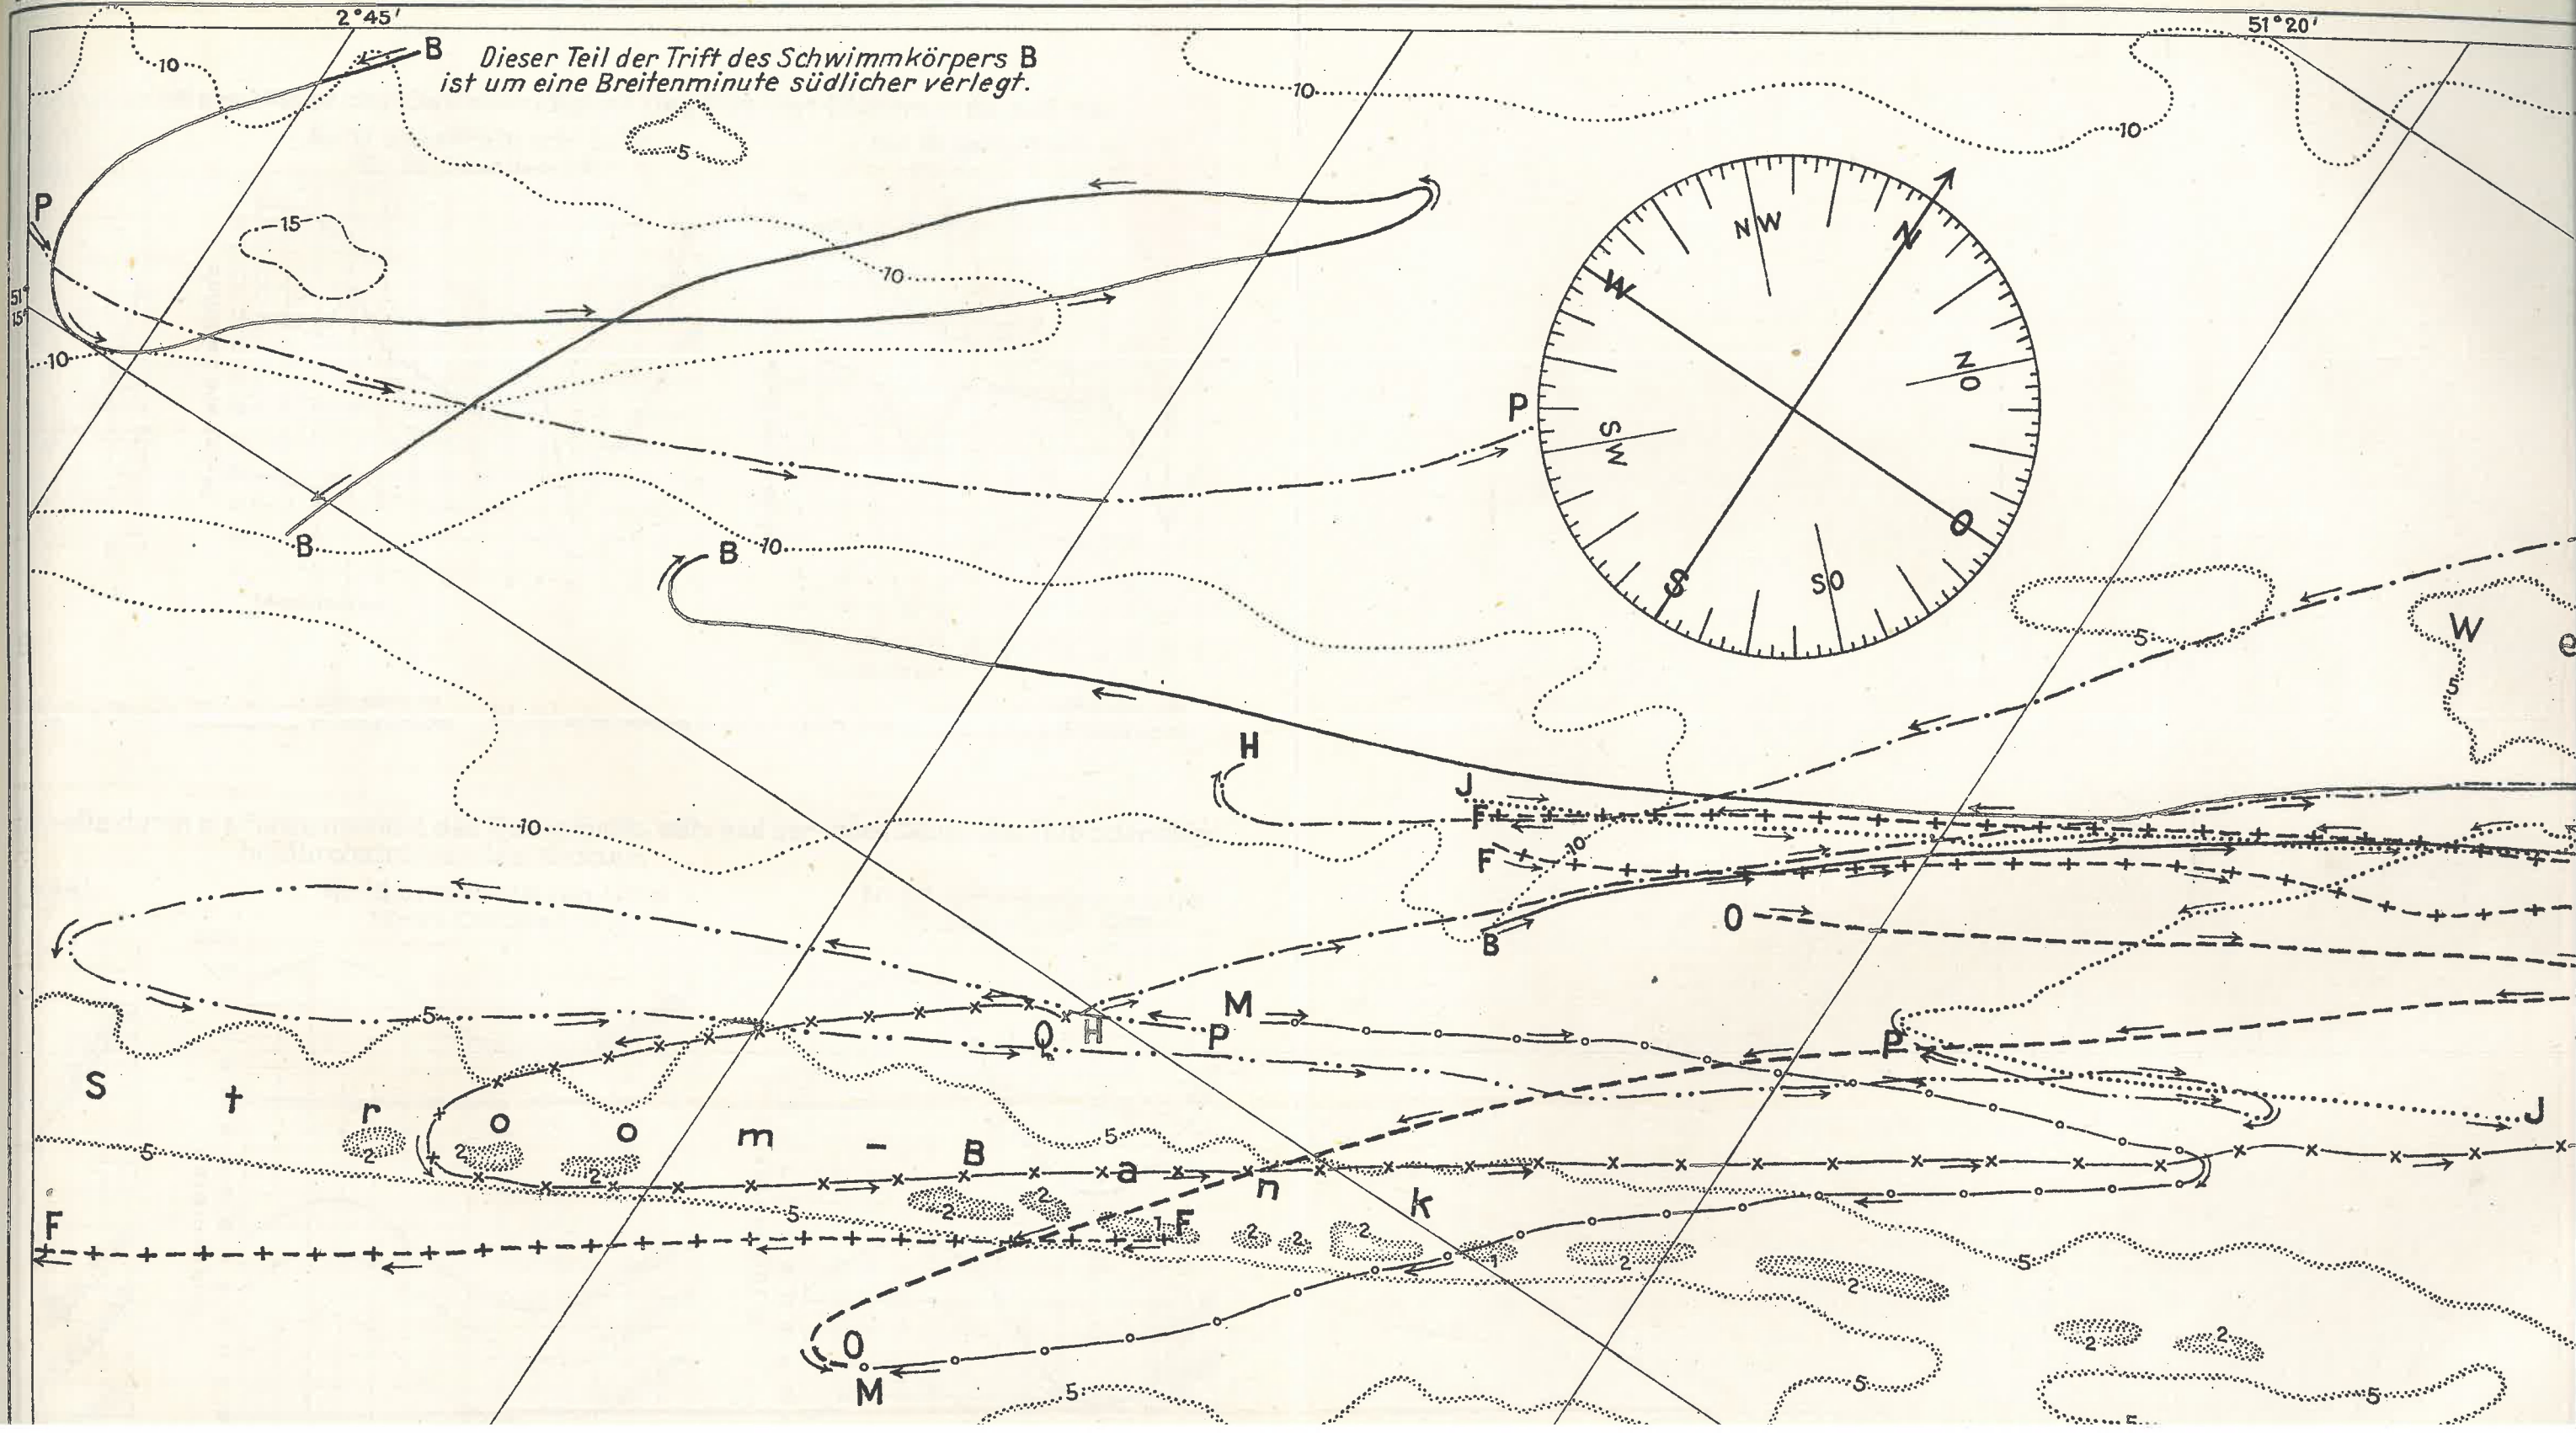 2°45'
51°20'
B Dieser Teil der Trift des Schwimmkörpers B
ist um eine Breitenminute südlicher verlegt.
10
10
10
5
P
15
NW
N
W
10
NO
51°
15'
10
P
SW
O
B
B
10
S
SO
5
W e
5
H
J
F
10
10
F
O
B
5
M
Q H P
P
S t r o o m - B a n k
J
5
2
2
2
5
2
2
5
F
1 F
2
2
2
1
2
5
2
2
2
O
M
5
5
5
5